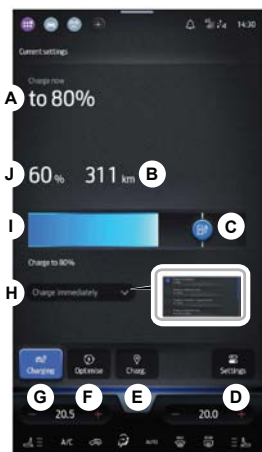 14:30
Current settings
Charge now
A to 80%
J 60 % 311 km B
I C
Charge to 80%
H Charge immediately
Charging Optimise Charg. Settings
G F E D
− 20.5 + − 20.0 +
A/C AUTO